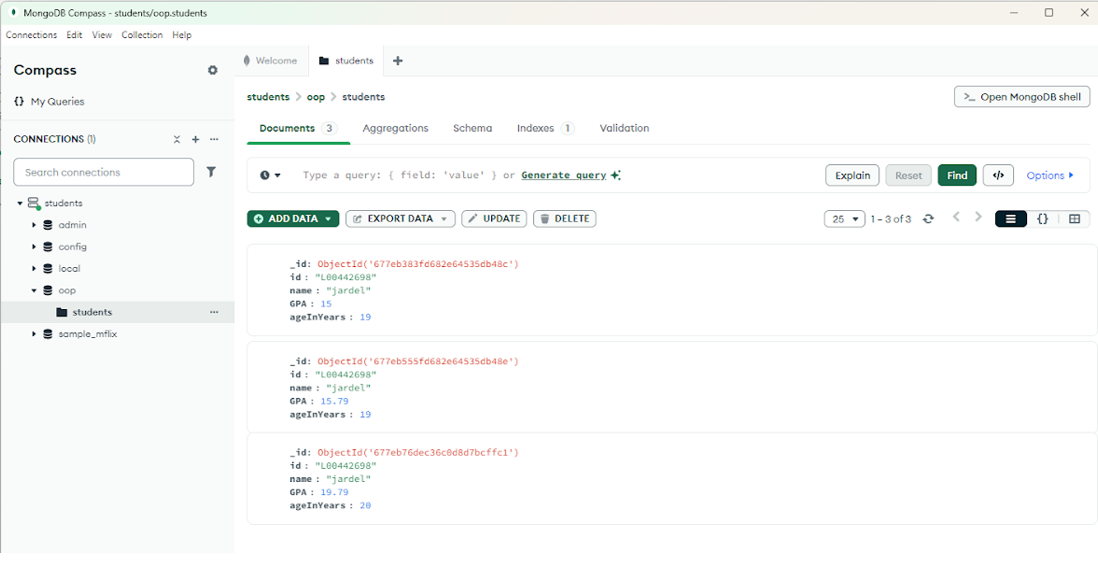 MongoDB Compass - students/oop.students
Connections Edit View Collection Help
Compass
{} My Queries
CONNECTIONS (1)
Search connections
students
admin
config
local
oop
students
sample_mflix
Welcome
students
students > oop > students
>_ Open MongoDB shell
Documents 3 Aggregations Schema Indexes 1 Validation
Type a query: { field: 'value' } or Generate query
Explain Reset Find </> Options
ADD DATA EXPORT DATA UPDATE DELETE
25 1 – 3 of 3 {}
_id: ObjectId('677eb383fd682e64535db48c')
id : "L00442698"
name : "jardel"
GPA : 15
ageInYears : 19
_id: ObjectId('677eb555fd682e64535db48e')
id : "L00442698"
name : "jardel"
GPA : 15.79
ageInYears : 19
_id: ObjectId('677eb76dec36c0d8d7bcffc1')
id : "L00442698"
name : "jardel"
GPA : 19.79
ageInYears : 20